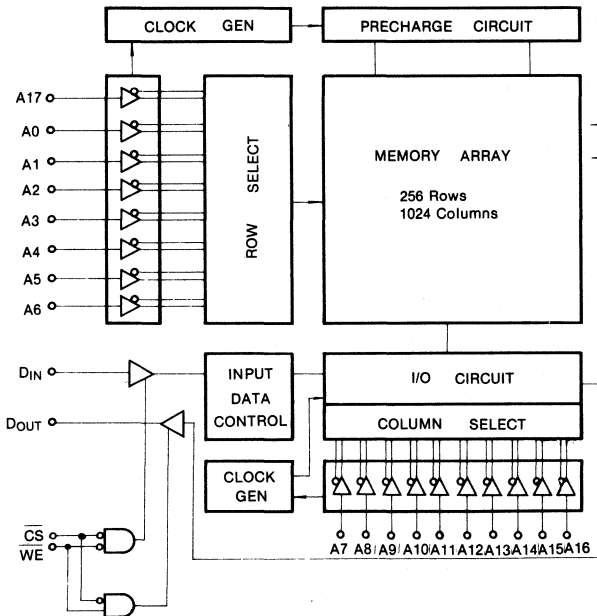 CLOCK GEN
PRECHARGE CIRCUIT
A17
A0
A1
A2
A3
A4
A5
A6
ROW SELECT
MEMORY ARRAY
256 Rows
1024 Columns
DIN
DOUT
INPUT
DATA
CONTROL
I/O CIRCUIT
COLUMN SELECT
CLOCK
GEN
A7 A8 A9 A10 A11 A12 A13 A14 A15 A16
CS
WE